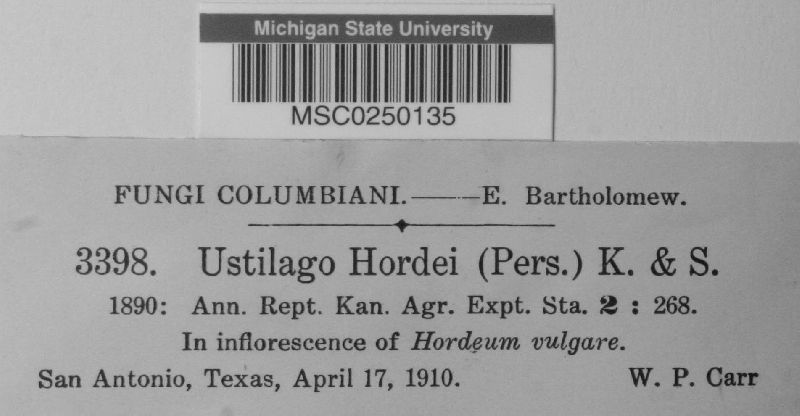 Michigan State University
MSC0250135
FUNGI COLUMBIANI.——E. Bartholomew.
3398. Ustilago Hordei (Pers.) K. & S.
1890: Ann. Rept. Kan. Agr. Expt. Sta. 2 : 268.
In inflorescence of Hordeum vulgare.
San Antonio, Texas, April 17, 1910. W. P. Carr